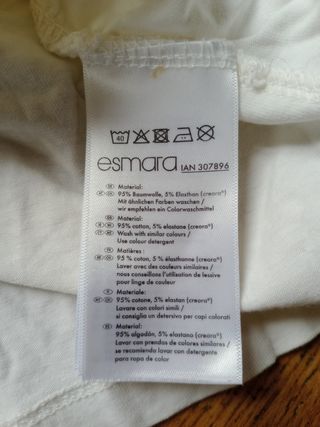 40
esmara IAN 307896
Material:
95% Baumwolle, 5% Elasthan (creora®)
Mit ähnlichen Farben waschen /
wir empfehlen ein Colorwaschmittel
Material:
95% cotton, 5% elastane (creora®)
Wash with similar colours /
Use colour detergent
Matières :
95 % coton, 5 % élasthanne (creora®)
Laver avec des couleurs similaires /
nous conseillons l'utilisation de lessive
pour linge de couleur
Materiale:
95% cotone, 5% elastan (creora®)
Lavare con colori simili /
si consiglia un detersivo per capi colorati
Material:
95% algodón, 5% elastano (creora®)
Lavar con prendas de colores similares /
se recomienda lavar con detergente
para ropa de color